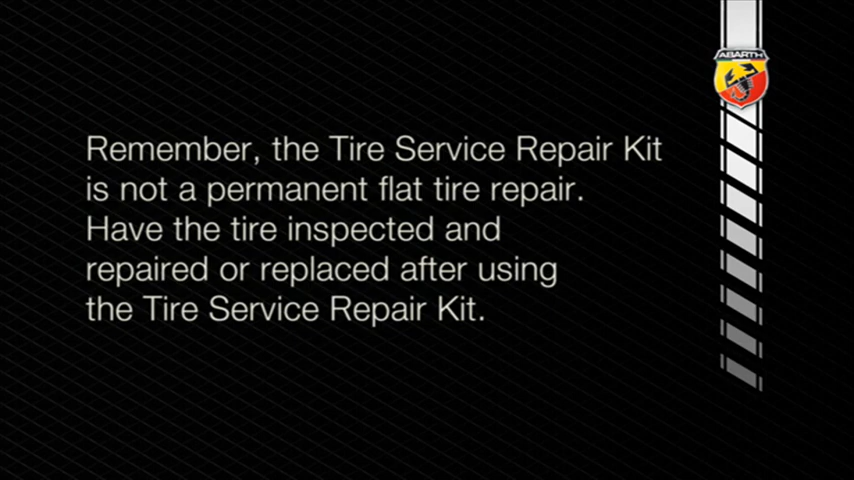 ABARTH
Remember, the Tire Service Repair Kit
is not a permanent flat tire repair.
Have the tire inspected and
repaired or replaced after using
the Tire Service Repair Kit.